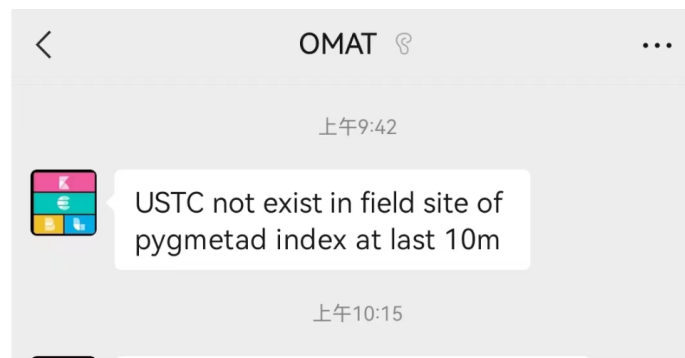 OMAT
上午9:42
USTC not exist in field site of
pygmetad index at last 10m
上午10:15